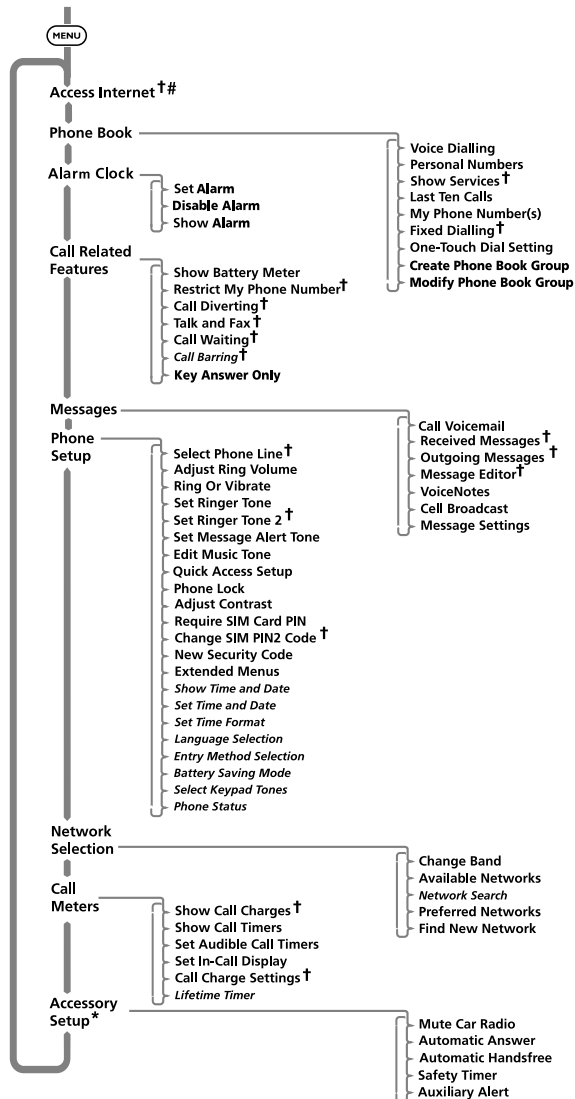 MENU
Access Internet†#
Phone Book
Voice Dialling
Personal Numbers
Show Services†
Last Ten Calls
My Phone Number(s)
Fixed Dialling†
One-Touch Dial Setting
Create Phone Book Group
Modify Phone Book Group
Alarm Clock
Set Alarm
Disable Alarm
Show Alarm
Call Related
Features
Show Battery Meter
Restrict My Phone Number†
Call Diverting†
Talk and Fax†
Call Waiting†
Call Barring†
Key Answer Only
Messages
Call Voicemail
Received Messages†
Outgoing Messages†
Message Editor†
VoiceNotes
Cell Broadcast
Message Settings
Phone
Setup
Select Phone Line†
Adjust Ring Volume
Ring Or Vibrate
Set Ringer Tone
Set Ringer Tone 2†
Set Message Alert Tone
Edit Music Tone
Quick Access Setup
Phone Lock
Adjust Contrast
Require SIM Card PIN
Change SIM PIN2 Code†
New Security Code
Extended Menus
Show Time and Date
Set Time and Date
Set Time Format
Language Selection
Entry Method Selection
Battery Saving Mode
Select Keypad Tones
Phone Status
Network
Selection
Change Band
Available Networks
Network Search
Preferred Networks
Find New Network
Call
Meters
Show Call Charges†
Show Call Timers
Set Audible Call Timers
Set In-Call Display
Call Charge Settings†
Lifetime Timer
Accessory
Setup*
Mute Car Radio
Automatic Answer
Automatic Handsfree
Safety Timer
Auxiliary Alert